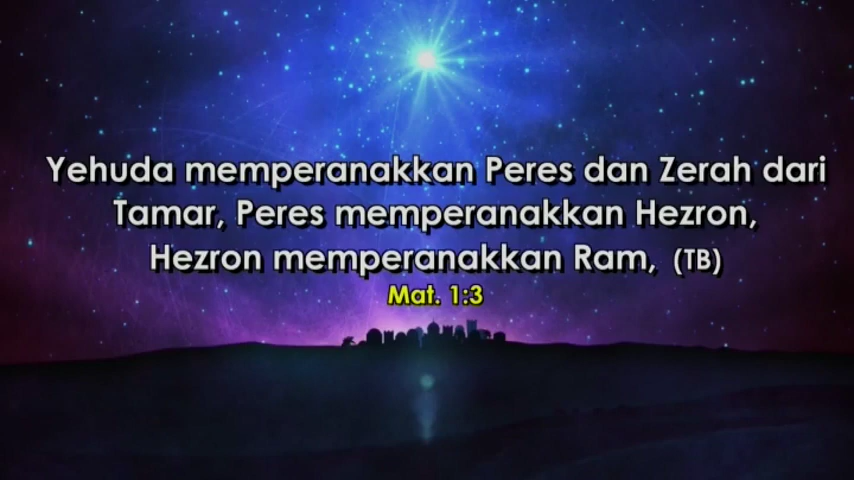 Yehuda memperanakkan Peres dan Zerah dari
Tamar, Peres memperanakkan Hezron,
Hezron memperanakkan Ram, (TB)
Mat. 1:3